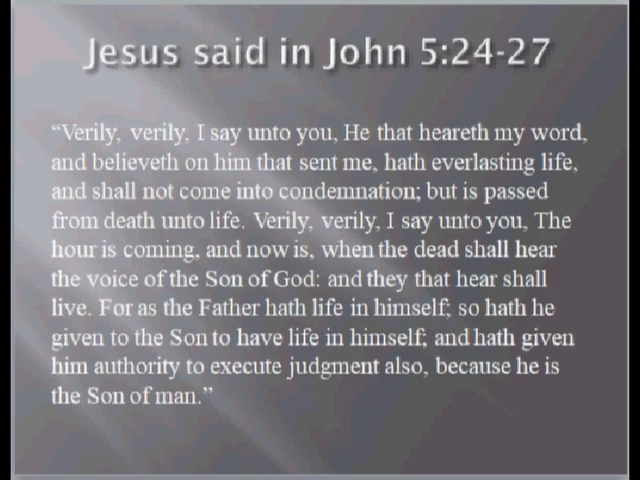 Jesus said in John 5:24-27
“Verily, verily, I say unto you, He that heareth my word,
and believeth on him that sent me, hath everlasting life,
and shall not come into condemnation; but is passed
from death unto life. Verily, verily, I say unto you, The
hour is coming, and now is, when the dead shall hear
the voice of the Son of God: and they that hear shall
live. For as the Father hath life in himself; so hath he
given to the Son to have life in himself; and hath given
him authority to execute judgment also, because he is
the Son of man.”